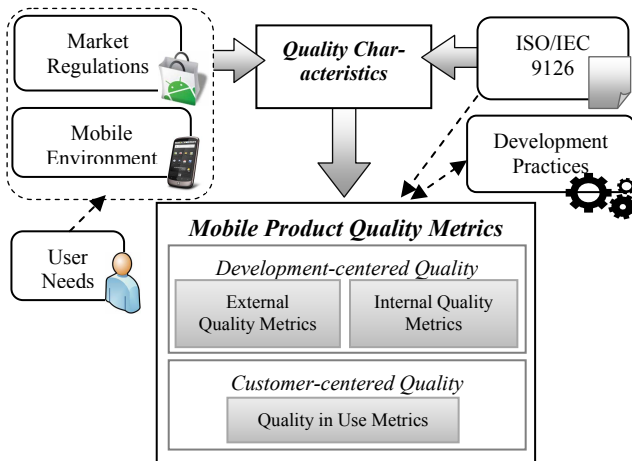 Market
Regulations
Mobile
Environment
User
Needs
Quality Char-
acteristics
ISO/IEC
9126
Development
Practices
Mobile Product Quality Metrics
Development-centered Quality
External
Quality Metrics
Internal Quality
Metrics
Customer-centered Quality
Quality in Use Metrics